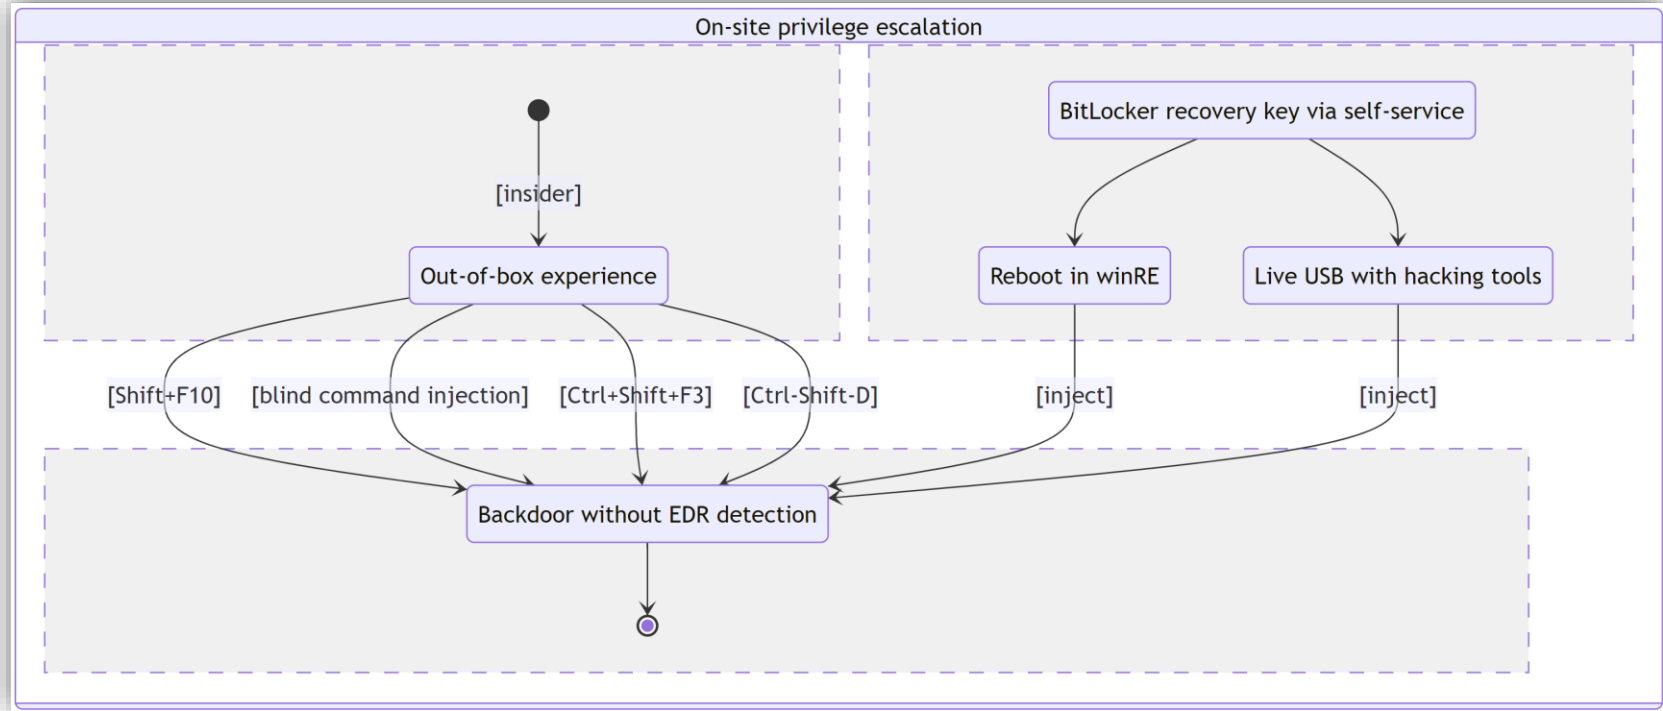 On-site privilege escalation
BitLocker recovery key via self-service
[insider]
Out-of-box experience
Reboot in winRE
Live USB with hacking tools
[Shift+F10]
[blind command injection]
[Ctrl+Shift+F3]
[Ctrl-Shift-D]
[inject]
[inject]
Backdoor without EDR detection